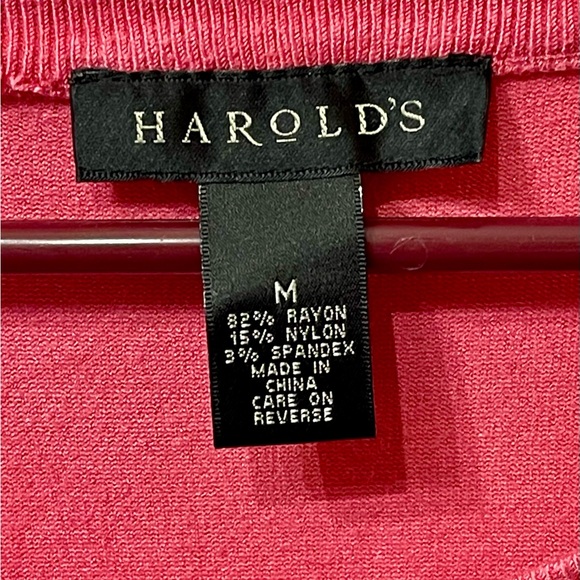 HAROLD'S
M
82% RAYON
15% NYLON
3% SPANDEX
MADE IN
CHINA
CARE ON
REVERSE